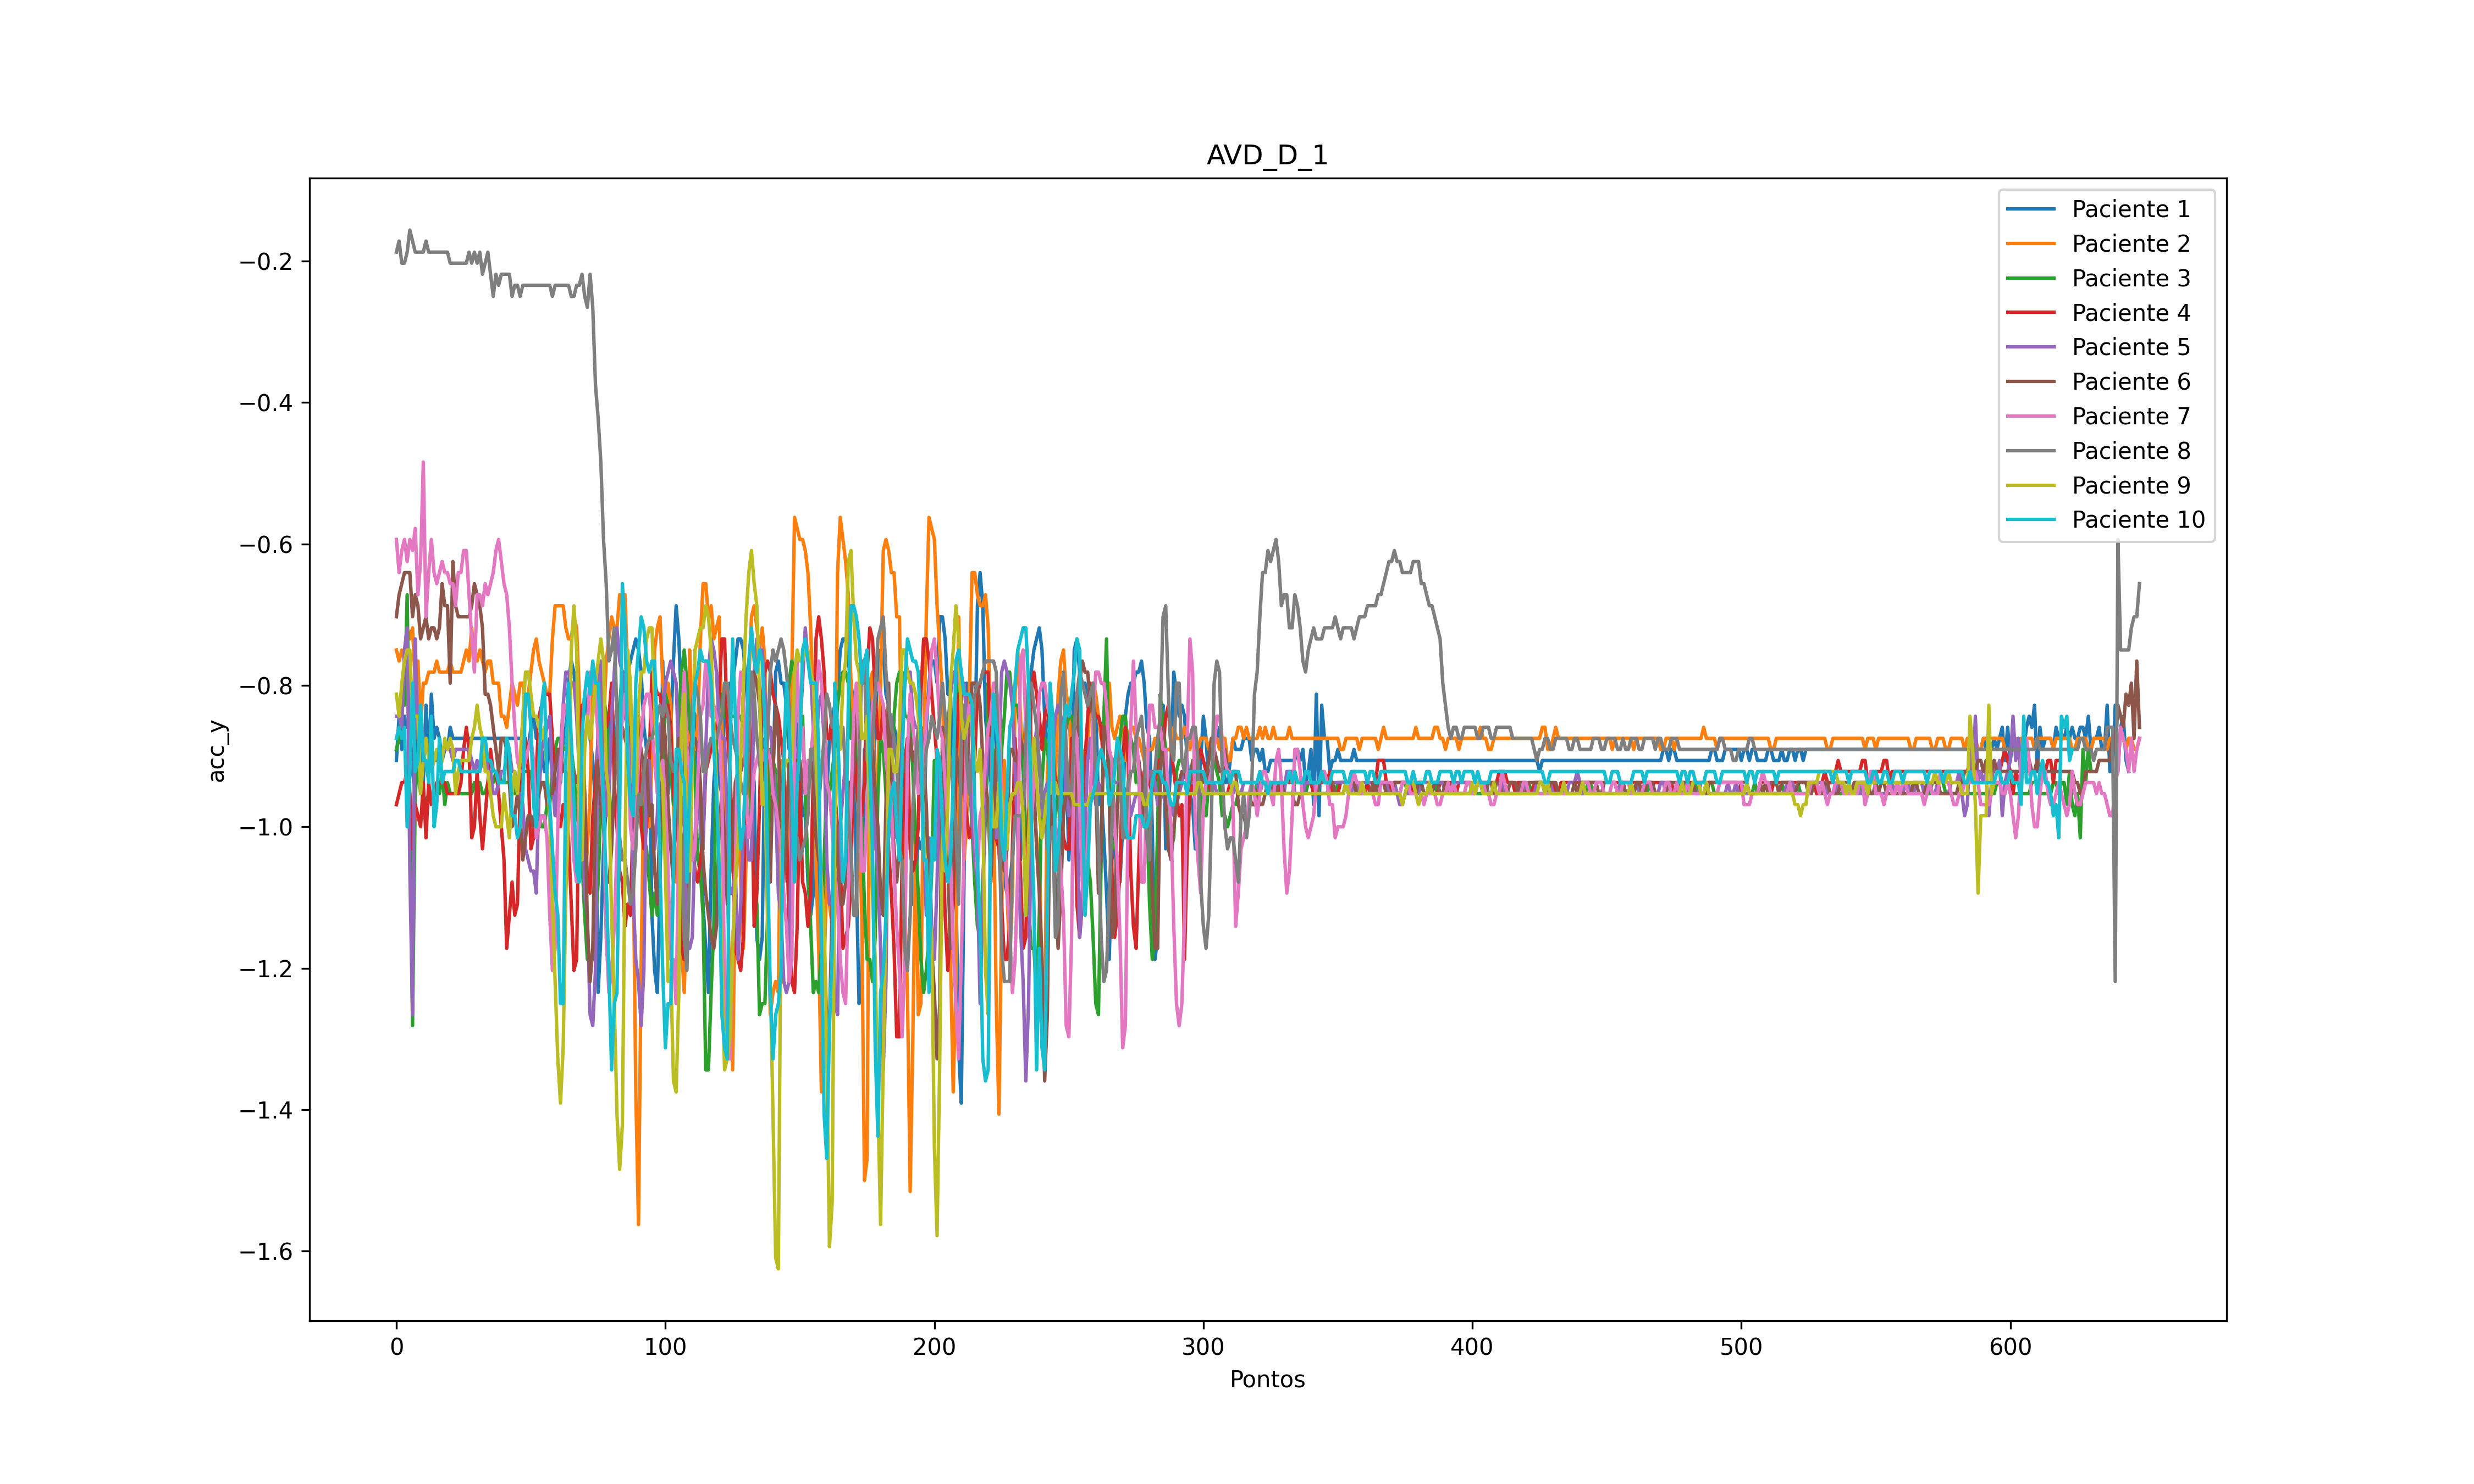 AVD_D_1
Paciente 1
Paciente 2
Paciente 3
Paciente 4
Paciente 5
Paciente 6
Paciente 7
Paciente 8
Paciente 9
Paciente 10
−0.2
−0.4
−0.6
−0.8
−1.0
−1.2
−1.4
−1.6
acc_y
0 100 200 300 400 500 600
Pontos